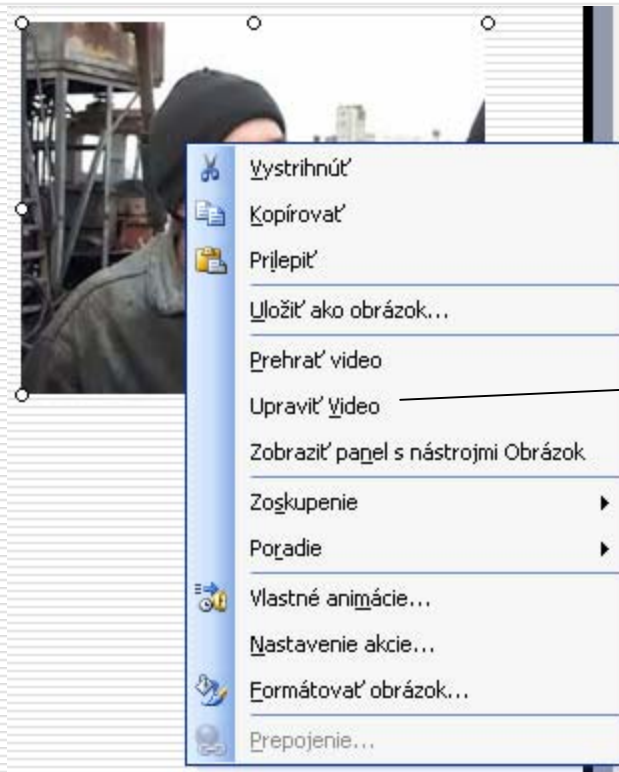 Vystrihnúť
Kopírovať
Prilepiť
Uložiť ako obrázok...
Prehrať video
Upraviť Video
Zobraziť panel s nástrojmi Obrázok
Zoskupenie
Poradie
Vlastné animácie...
Nastavenie akcie...
Formátovať obrázok...
Prepojenie...